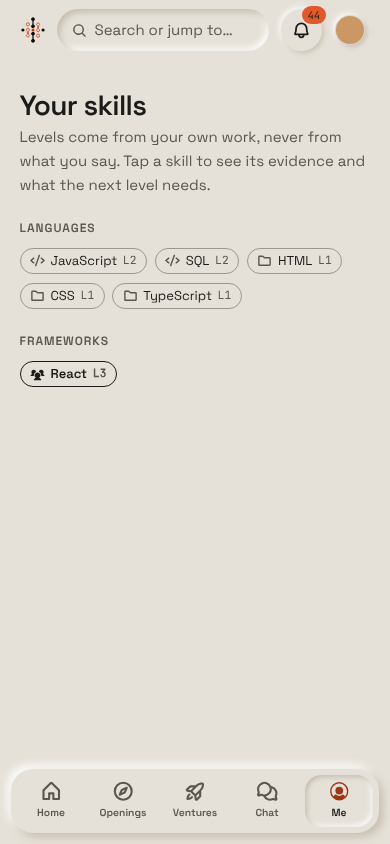 Search or jump to...
44
Your skills
Levels come from your own work, never from
what you say. Tap a skill to see its evidence and
what the next level needs.
LANGUAGES
JavaScript L2
SQL L2
HTML L1
CSS L1
TypeScript L1
FRAMEWORKS
React L3
Home
Openings
Ventures
Chat
Me